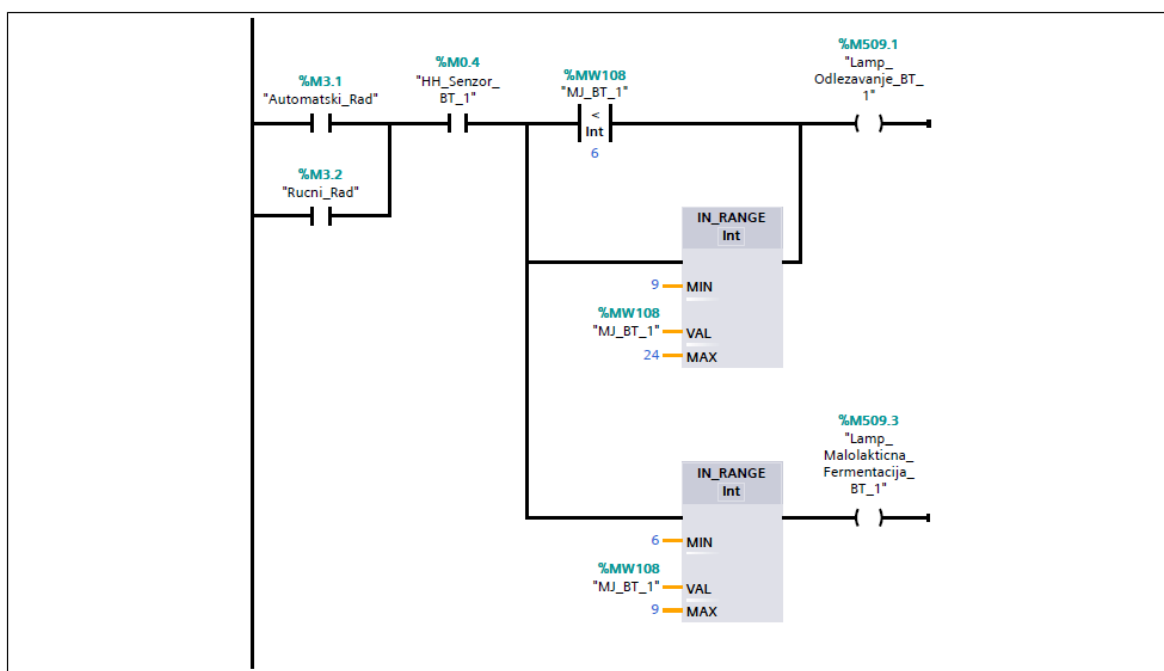 %M3.1
"Automatski_Rad"
%M0.4
"HH_Senzor_
BT_1"
%MW108
"MJ_BT_1"
<
Int
6
%M509.1
"Lamp_
Odlezavanje_BT_
1"
%M3.2
"Rucni_Rad"
IN_RANGE
Int
9
MIN
%MW108
"MJ_BT_1"
VAL
24
MAX
IN_RANGE
Int
6
MIN
%MW108
"MJ_BT_1"
VAL
9
MAX
%M509.3
"Lamp_
Malolakticna_
Fermentacija_
BT_1"